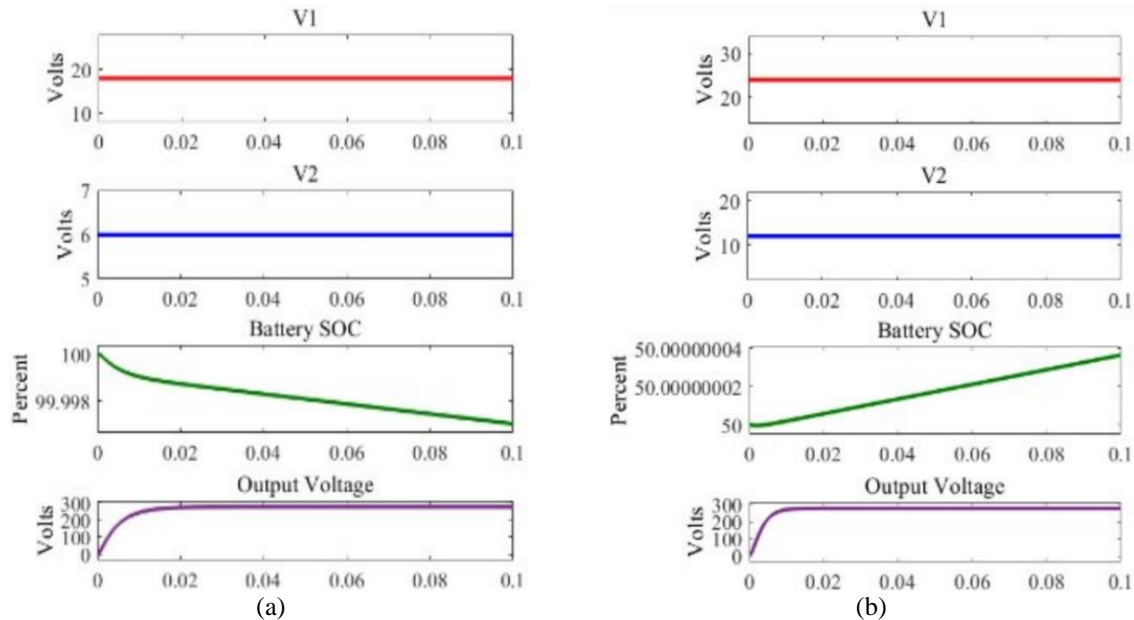 V1
Volts
20
10
0 0.02 0.04 0.06 0.08 0.1
V2
Volts
7
6
5
0 0.02 0.04 0.06 0.08 0.1
Battery SOC
Percent
100
99.998
0 0.02 0.04 0.06 0.08 0.1
Output Voltage
Volts
300
200
100
0
0 0.02 0.04 0.06 0.08 0.1
(a)
V1
Volts
30
20
0 0.02 0.04 0.06 0.08 0.1
V2
Volts
20
10
0 0.02 0.04 0.06 0.08 0.1
Battery SOC
Percent
50.00000004
50.00000002
50
0 0.02 0.04 0.06 0.08 0.1
Output Voltage
Volts
300
200
100
0
0 0.02 0.04 0.06 0.08 0.1
(b)